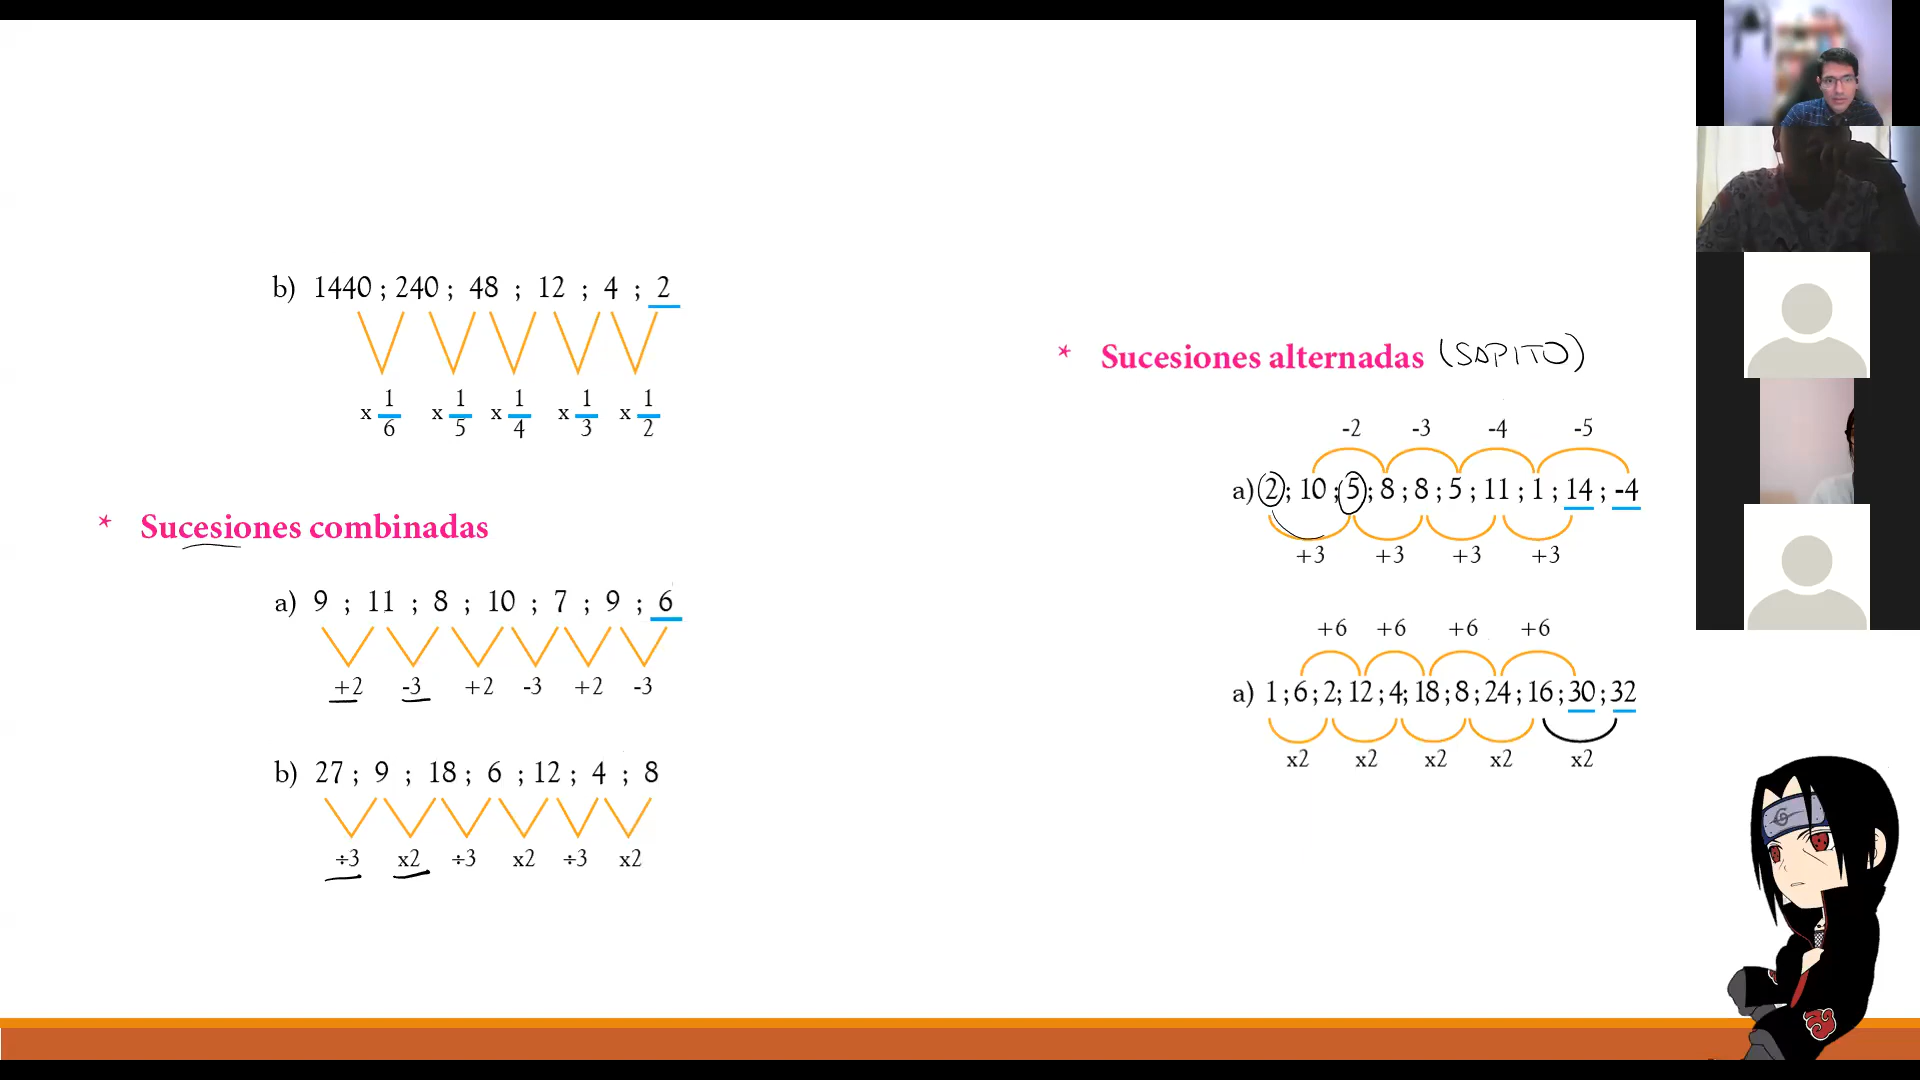 b) 1440 ; 240 ; 48 ; 12 ; 4 ; 2
x 1/6 x 1/5 x 1/4 x 1/3 x 1/2
* Sucesiones combinadas
a) 9 ; 11 ; 8 ; 10 ; 7 ; 9 ; 6
+2 -3 +2 -3 +2 -3
b) 27 ; 9 ; 18 ; 6 ; 12 ; 4 ; 8
÷3 x2 ÷3 x2 ÷3 x2
* Sucesiones alternadas (SAPITO)
-2 -3 -4 -5
a) 2 ; 10 ; 5 ; 8 ; 8 ; 5 ; 11 ; 1 ; 14 ; -4
+3 +3 +3 +3
+6 +6 +6 +6
a) 1 ; 6 ; 2 ; 12 ; 4 ; 18 ; 8 ; 24 ; 16 ; 30 ; 32
x2 x2 x2 x2 x2